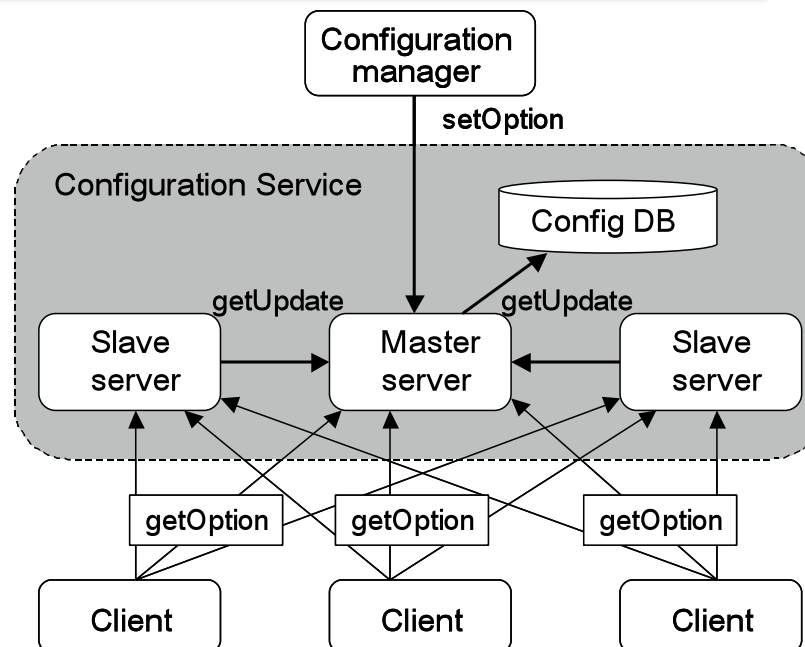 Configuration
manager
setOption
Configuration Service
Config DB
getUpdate
getUpdate
Slave
server
Master
server
Slave
server
getOption
getOption
getOption
Client
Client
Client